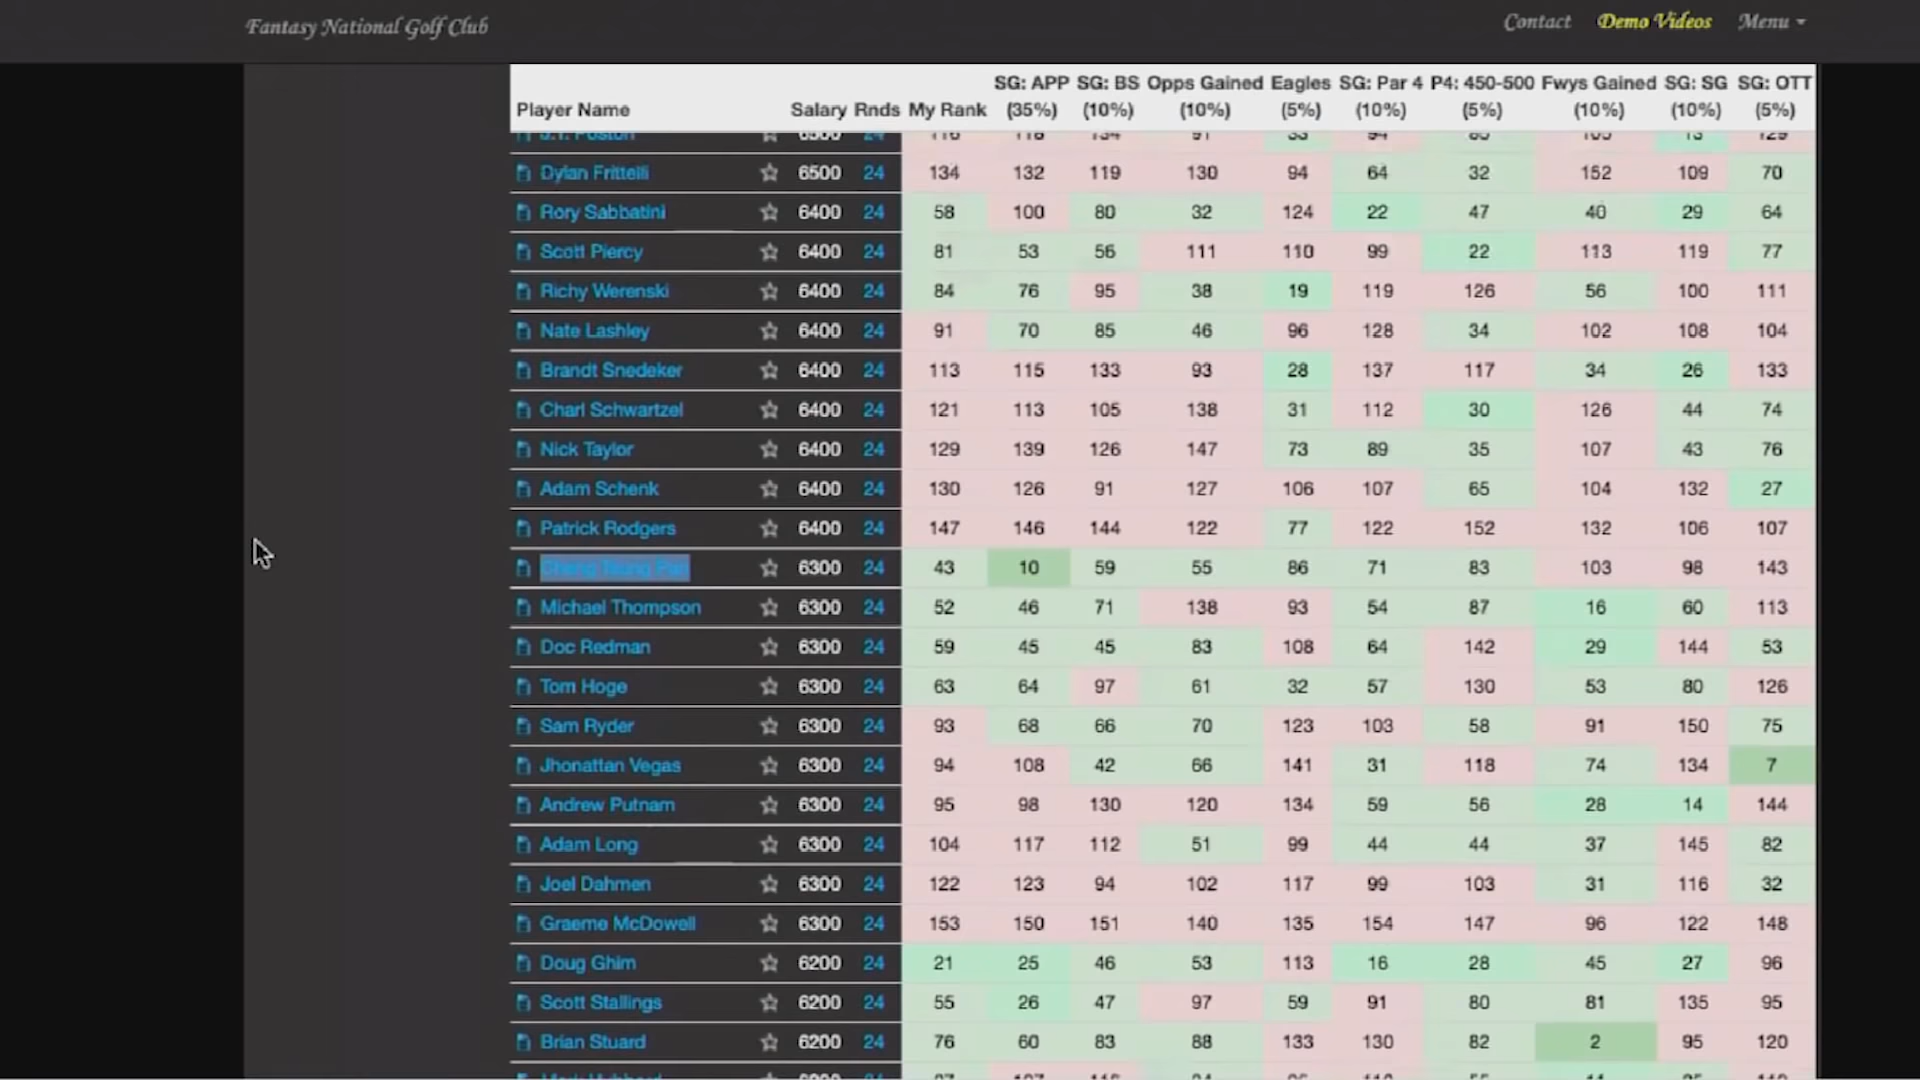 Fantasy National Golf Club
Contact Demo Videos Menu
SG: APP SG: BS Opps Gained Eagles SG: Par 4 P4: 450-500 Fwys Gained SG: SG SG: OTT
Player Name Salary Rnds My Rank (35%) (10%) (10%) (5%) (10%) (5%) (10%) (10%) (5%)
J.T. Poston 6500 24 116 118 134 91 33 94 85 105 13 129
Dylan Frittelli 6500 24 134 132 119 130 94 64 32 152 109 70
Rory Sabbatini 6400 24 58 100 80 32 124 22 47 40 29 64
Scott Piercy 6400 24 81 53 56 111 110 99 22 113 119 77
Richy Werenski 6400 24 84 76 95 38 19 119 126 56 100 111
Nate Lashley 6400 24 91 70 85 46 96 128 34 102 108 104
Brandt Snedeker 6400 24 113 115 133 93 28 137 117 34 26 133
Charl Schwartzel 6400 24 121 113 105 138 31 112 30 126 44 74
Nick Taylor 6400 24 129 139 126 147 73 89 35 107 43 76
Adam Schenk 6400 24 130 126 91 127 106 107 65 104 132 27
Patrick Rodgers 6400 24 147 146 144 122 77 122 152 132 106 107
6300 24 43 10 59 55 86 71 83 103 98 143
Michael Thompson 6300 24 52 46 71 138 93 54 87 16 60 113
Doc Redman 6300 24 59 45 45 83 108 64 142 29 144 53
Tom Hoge 6300 24 63 64 97 61 32 57 130 53 80 126
Sam Ryder 6300 24 93 68 66 70 123 103 58 91 150 75
Jhonattan Vegas 6300 24 94 108 42 66 141 31 118 74 134 7
Andrew Putnam 6300 24 95 98 130 120 134 59 56 28 14 144
Adam Long 6300 24 104 117 112 51 99 44 44 37 145 82
Joel Dahmen 6300 24 122 123 94 102 117 99 103 31 116 32
Graeme McDowell 6300 24 153 150 151 140 135 154 147 96 122 148
Doug Ghim 6200 24 21 25 46 53 113 16 28 45 27 96
Scott Stallings 6200 24 55 26 47 97 59 91 80 81 135 95
Brian Stuard 6200 24 76 60 83 88 133 130 82 2 95 120